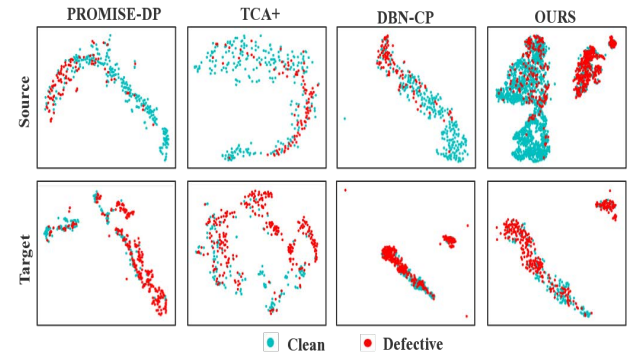 PROMISE-DP TCA+ DBN-CP OURS
Source
Target
Clean Defective